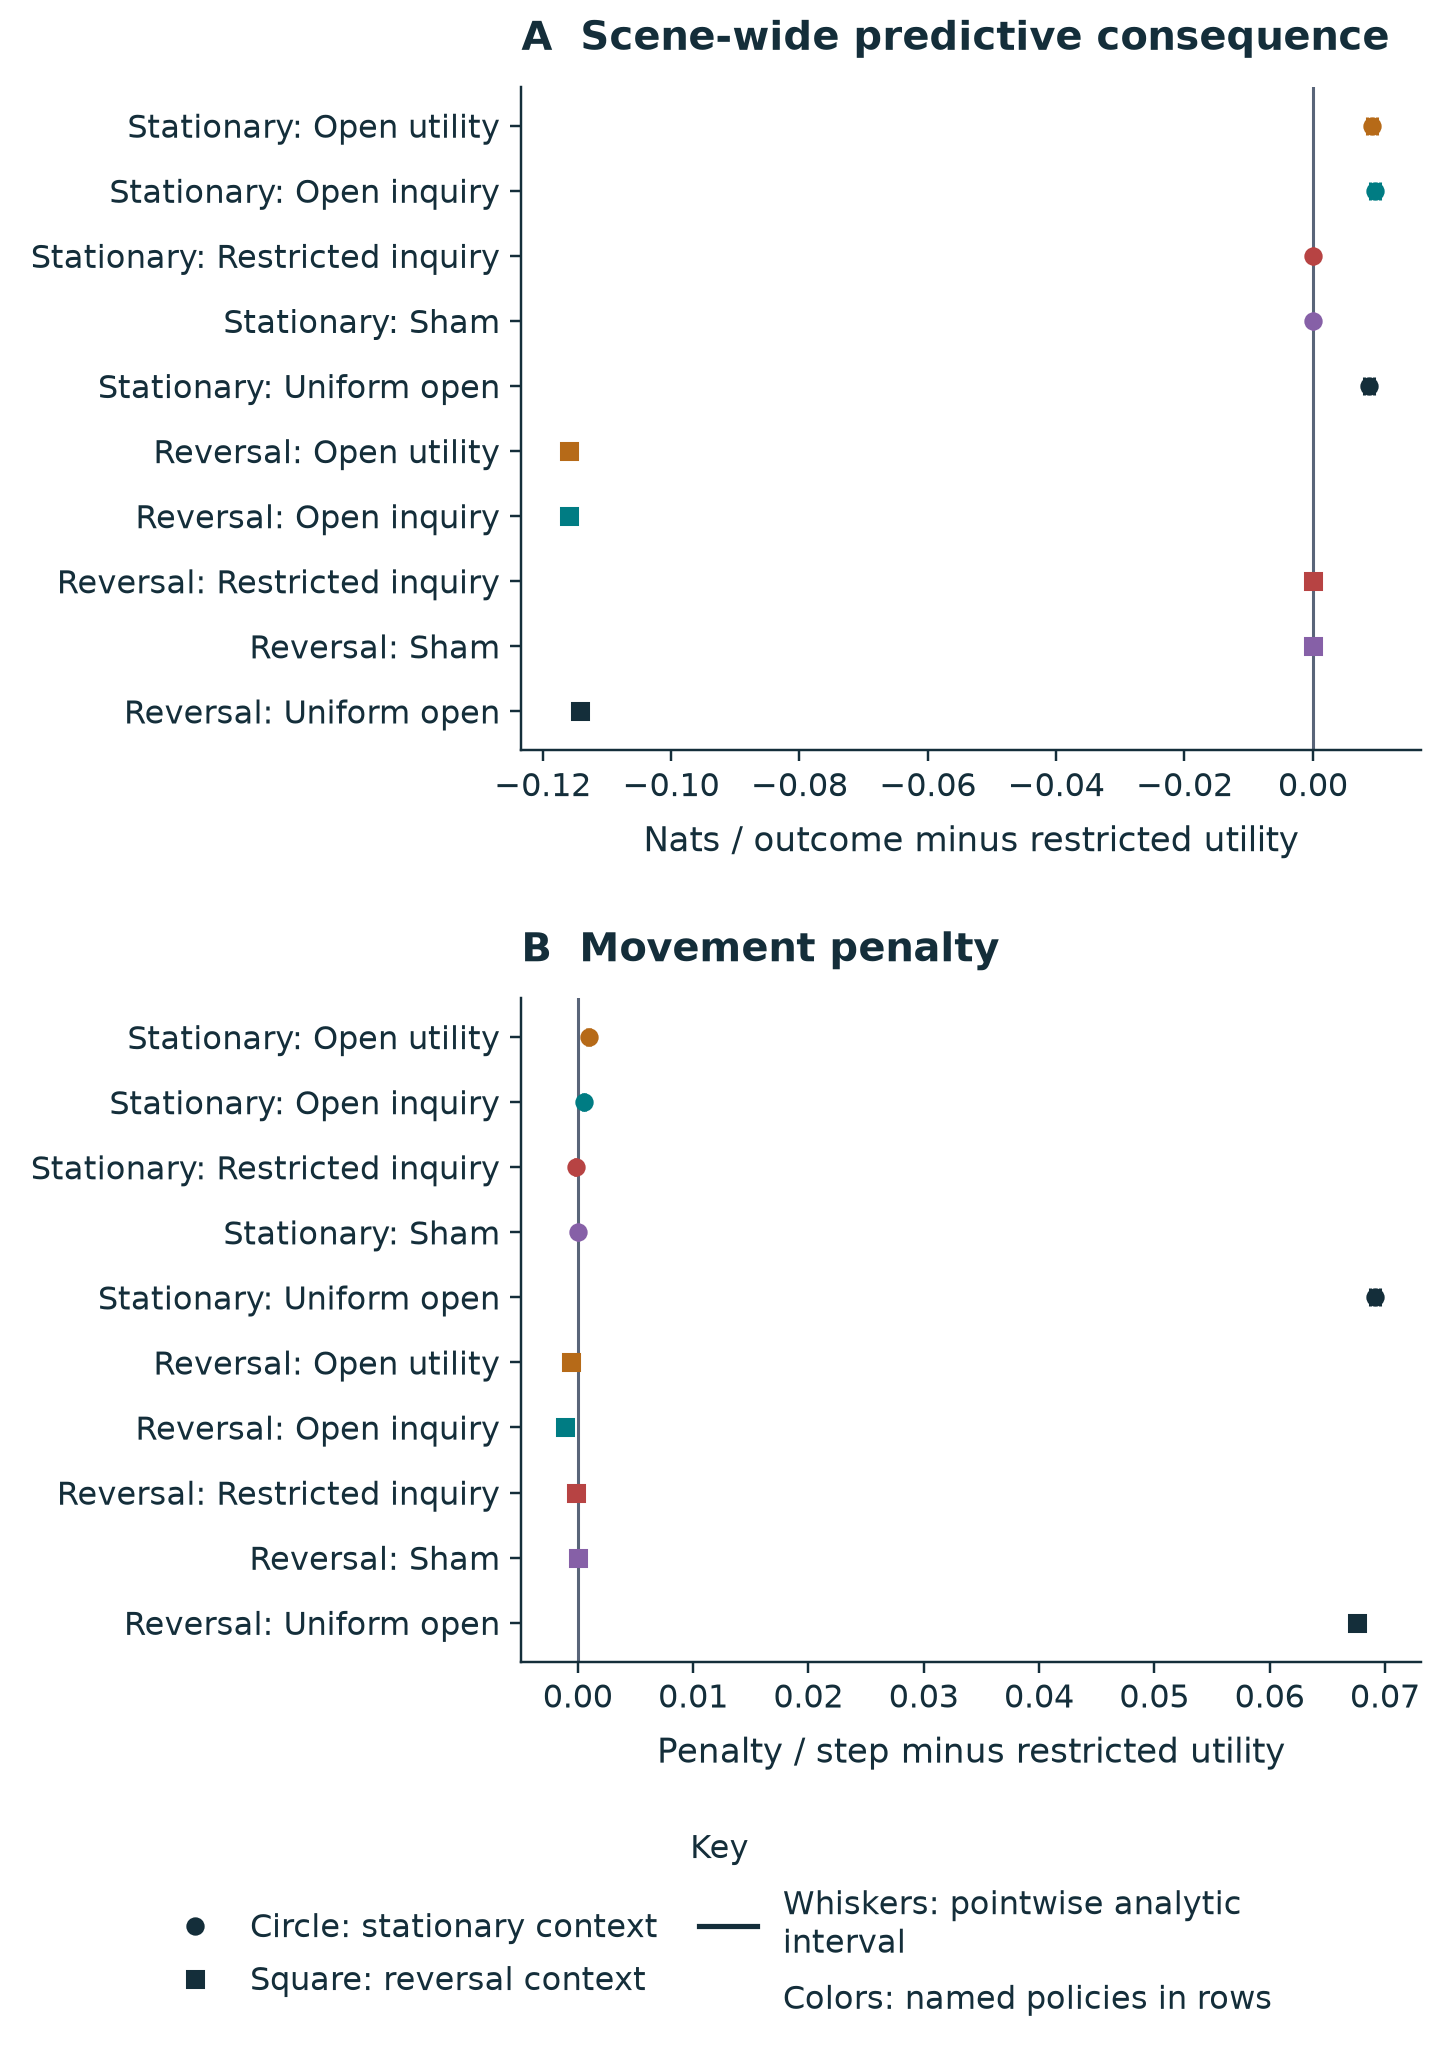 A Scene-wide predictive consequence
Stationary: Open utility
Stationary: Open inquiry
Stationary: Restricted inquiry
Stationary: Sham
Stationary: Uniform open
Reversal: Open utility
Reversal: Open inquiry
Reversal: Restricted inquiry
Reversal: Sham
Reversal: Uniform open
−0.12 −0.10 −0.08 −0.06 −0.04 −0.02 0.00
Nats / outcome minus restricted utility
B Movement penalty
Stationary: Open utility
Stationary: Open inquiry
Stationary: Restricted inquiry
Stationary: Sham
Stationary: Uniform open
Reversal: Open utility
Reversal: Open inquiry
Reversal: Restricted inquiry
Reversal: Sham
Reversal: Uniform open
0.00 0.01 0.02 0.03 0.04 0.05 0.06 0.07
Penalty / step minus restricted utility
Key
Circle: stationary context
Square: reversal context
Whiskers: pointwise analytic
interval
Colors: named policies in rows